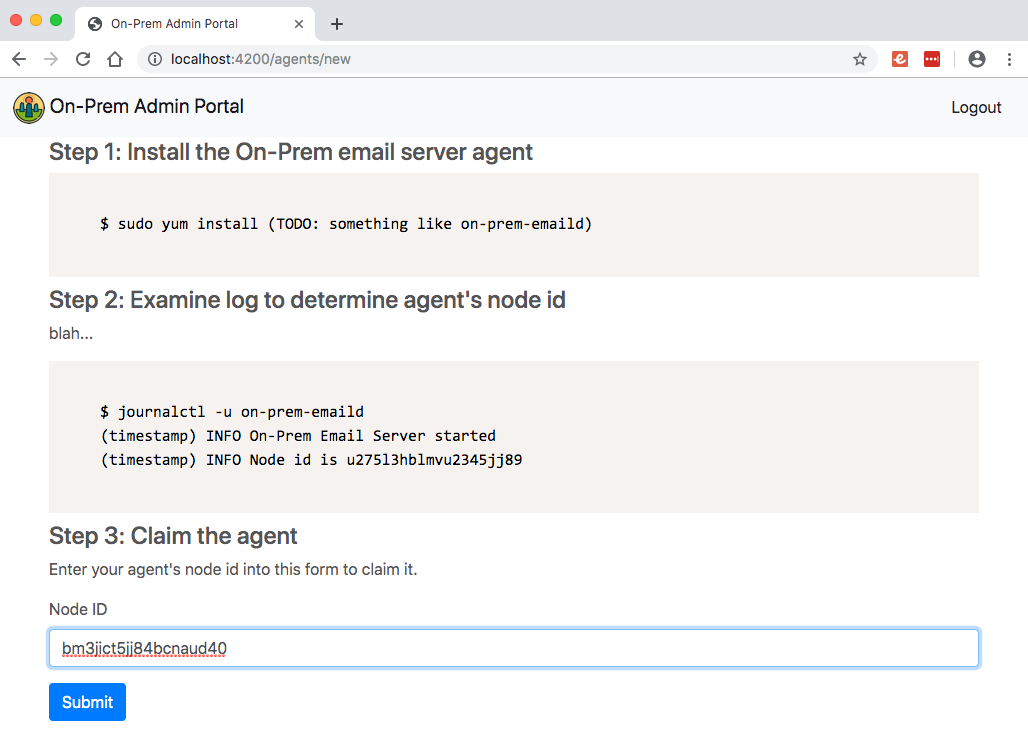 On-Prem Admin Portal
localhost:4200/agents/new
On-Prem Admin Portal
Logout
Step 1: Install the On-Prem email server agent
$ sudo yum install (TODO: something like on-prem-emaild)
Step 2: Examine log to determine agent's node id
blah...
$ journalctl -u on-prem-emaild
(timestamp) INFO On-Prem Email Server started
(timestamp) INFO Node id is u275l3hblmvu2345jj89
Step 3: Claim the agent
Enter your agent's node id into this form to claim it.
Node ID
bm3jict5jj84bcnaud40
Submit